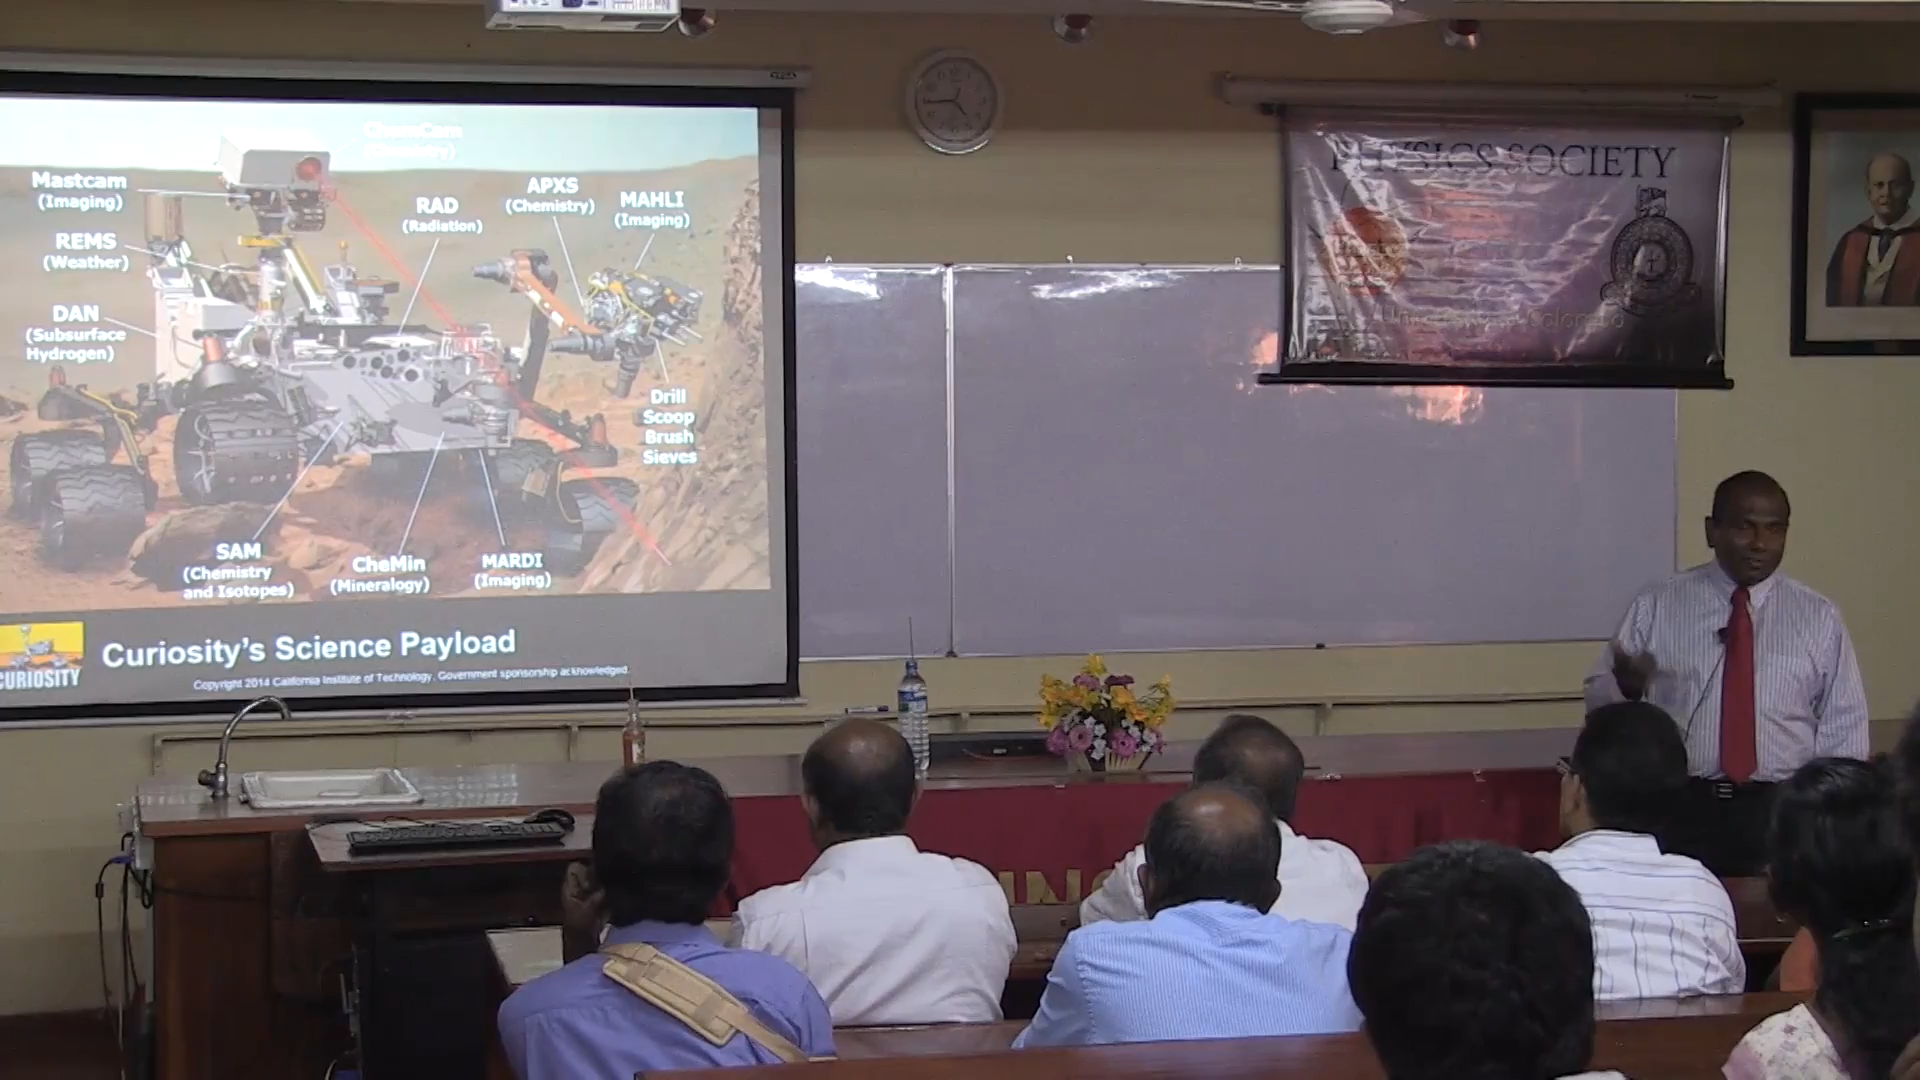 ChemCam
(Chemistry)
Mastcam
(Imaging)
REMS
(Weather)
DAN
(Subsurface
Hydrogen)
RAD
(Radiation)
APXS
(Chemistry)
MAHLI
(Imaging)
Drill
Scoop
Brush
Sieves
SAM
(Chemistry
and Isotopes)
CheMin
(Mineralogy)
MARDI
(Imaging)
CURIOSITY
Curiosity's Science Payload
Copyright 2014 California Institute of Technology. Government sponsorship acknowledged.
PHYSICS SOCIETY